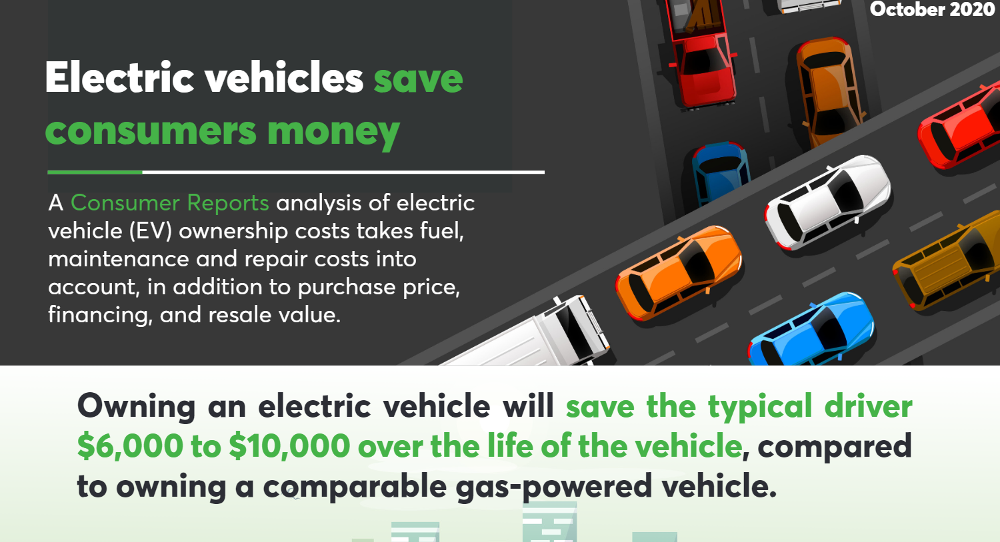 October 2020
Electric vehicles save
consumers money
A Consumer Reports analysis of electric
vehicle (EV) ownership costs takes fuel,
maintenance and repair costs into
account, in addition to purchase price,
financing, and resale value.
Owning an electric vehicle will save the typical driver
$6,000 to $10,000 over the life of the vehicle, compared
to owning a comparable gas-powered vehicle.